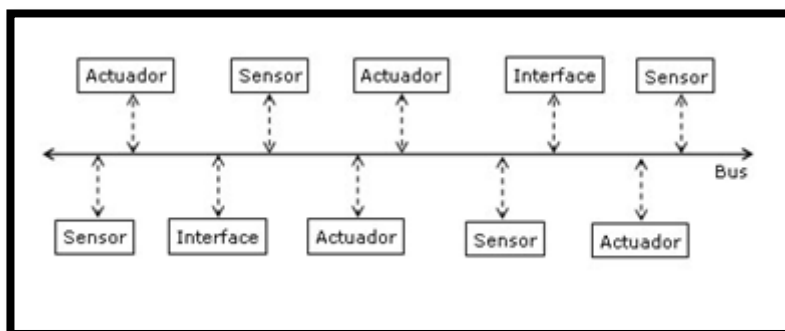 Actuador Sensor Actuador Interface Sensor
Bus
Sensor Interface Actuador Sensor Actuador